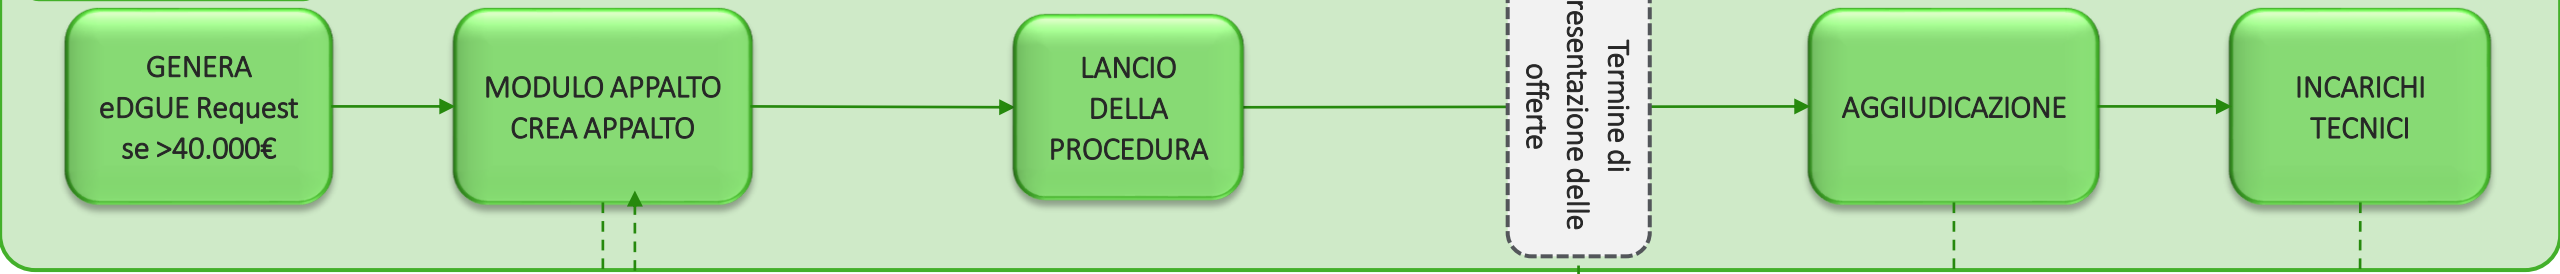 GENERA
eDGUE Request
se >40.000€
MODULO APPALTO
CREA APPALTO
LANCIO
DELLA
PROCEDURA
Termine di
resentazione delle
offerte
AGGIUDICAZIONE
INCARICHI
TECNICI